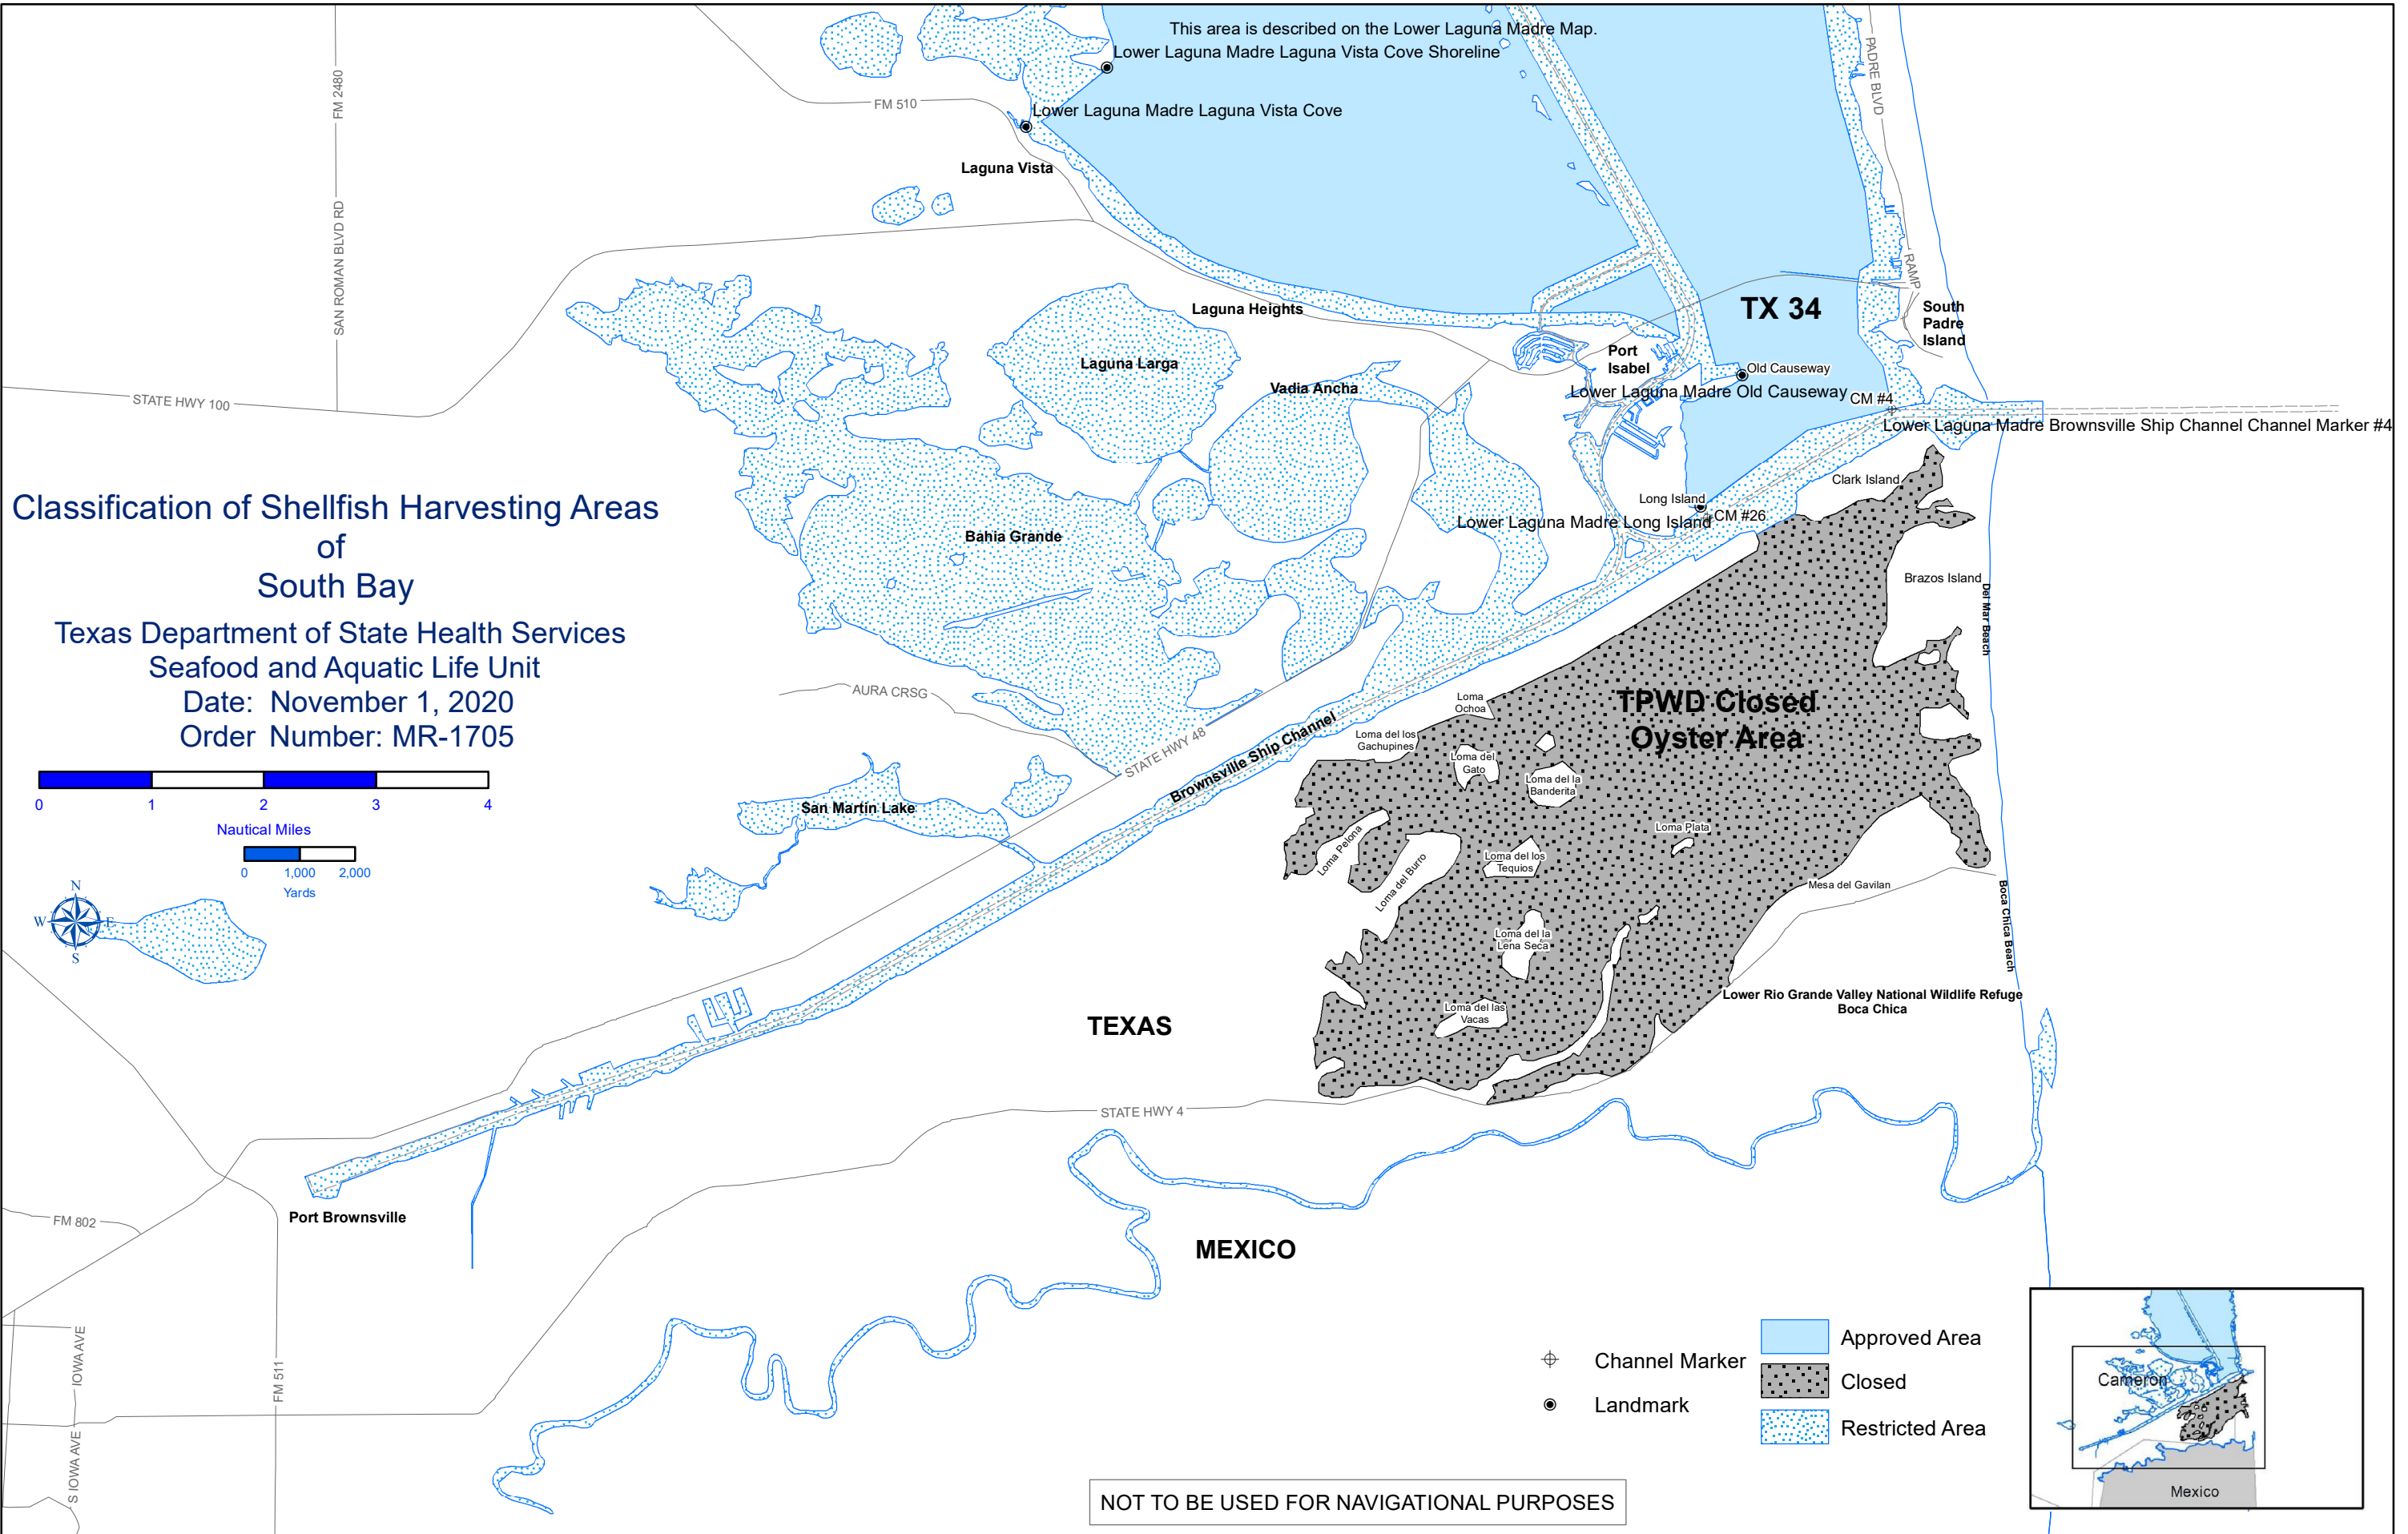 This area is described on the Lower Laguna Madre Map.
Lower Laguna Madre Laguna Vista Cove Shoreline
PADRE BLVD
FM 2480
FM 510
Lower Laguna Madre Laguna Vista Cove
Laguna Vista
SAN ROMAN BLVD RD
RAMP
Laguna Heights
TX 34
South
Padre
Island
Laguna Larga
Port
Isabel
Old Causeway
Vadia Ancha
Lower Laguna Madre Old Causeway
CM #4
STATE HWY 100
Lower Laguna Madre Brownsville Ship Channel Channel Marker #4
Clark Island
Long Island
CM #26
Lower Laguna Madre Long Island
Classification of Shellfish Harvesting Areas
of
South Bay
Bahia Grande
Brazos Island
Del Mar Beach
Texas Department of State Health Services
Seafood and Aquatic Life Unit
Date: November 1, 2020
Order Number: MR-1705
AURA CRSG
Loma
Ochoa
TPWD Closed
Oyster Area
Loma del los
Gachupines
STATE HWY 48
Brownsville Ship Channel
Loma del
Gato
Loma del la
Banderita
0 1 2 3 4
Nautical Miles
San Martin Lake
Loma Plata
Loma Pelona
Loma del Burro
Loma del los
Tequios
0 1,000 2,000
Yards
Mesa del Gavilan
Boca Chica Beach
N
W E
S
Loma del la
Lena Seca
Lower Rio Grande Valley National Wildlife Refuge
Boca Chica
Loma del las
Vacas
TEXAS
STATE HWY 4
Port Brownsville
FM 802
MEXICO
IOWA AVE
FM 511
S IOWA AVE
Channel Marker
Landmark
Approved Area
Closed
Restricted Area
Cameron
Mexico
NOT TO BE USED FOR NAVIGATIONAL PURPOSES